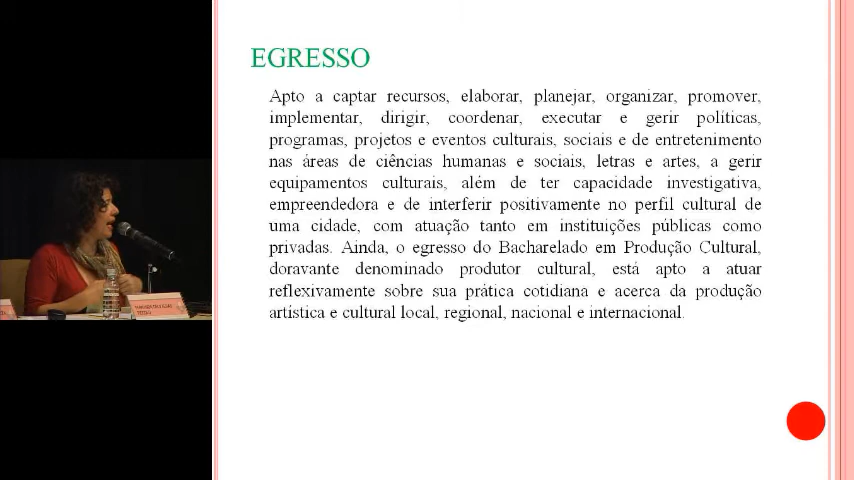 EGRESSO
Apto a captar recursos, elaborar, planejar, organizar, promover,
implementar, dirigir, coordenar, executar e gerir políticas,
programas, projetos e eventos culturais, sociais e de entretenimento
nas áreas de ciências humanas e sociais, letras e artes, a gerir
equipamentos culturais, além de ter capacidade investigativa,
empreendedora e de interferir positivamente no perfil cultural de
uma cidade, com atuação tanto em instituições públicas como
privadas. Ainda, o egresso do Bacharelado em Produção Cultural,
doravante denominado produtor cultural, está apto a atuar
reflexivamente sobre sua prática cotidiana e acerca da produção
artística e cultural local, regional, nacional e internacional.